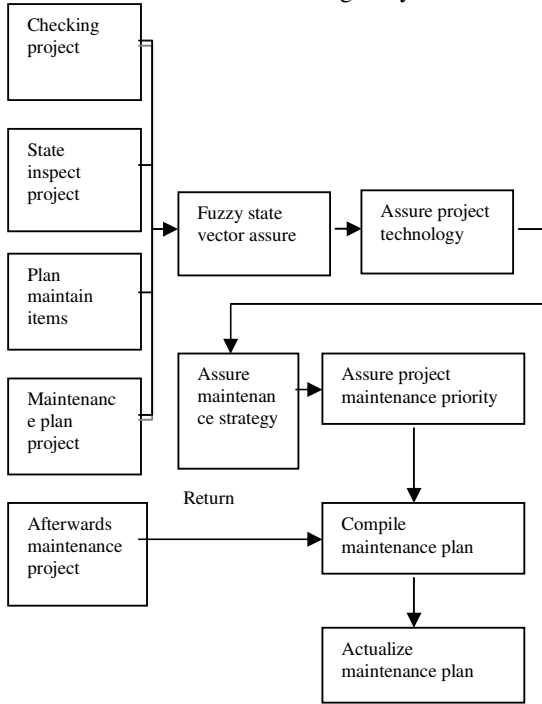 Checking
project
State
inspect
project
Plan
maintain
items
Maintenanc
e plan
project
Fuzzy state
vector assure
Assure project
technology
Assure
maintenan
ce strategy
Assure project
maintenance priority
Return
Afterwards
maintenance
project
Compile
maintenance plan
Actualize
maintenance plan